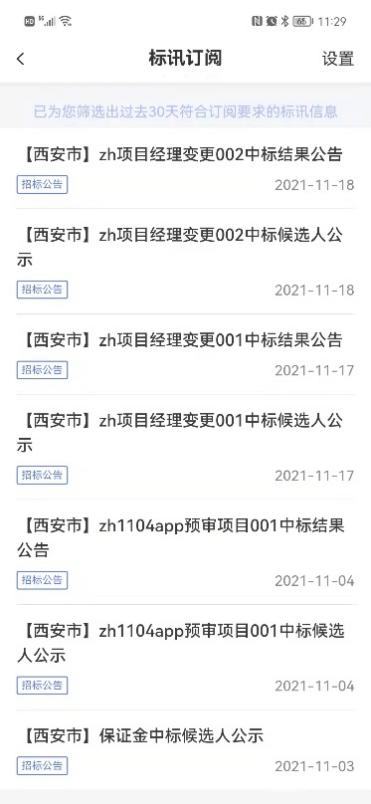 11:29
标讯订阅
设置
已为您筛选出过去30天符合订阅要求的标讯信息
【西安市】zh项目经理变更002中标结果公告
招标公告
2021-11-18
【西安市】zh项目经理变更002中标候选人公
示
招标公告
2021-11-18
【西安市】zh项目经理变更001中标结果公告
招标公告
2021-11-17
【西安市】zh项目经理变更001中标候选人公
示
招标公告
2021-11-17
【西安市】zh1104app预审项目001中标结果
公告
招标公告
2021-11-04
【西安市】zh1104app预审项目001中标候选
人公示
招标公告
2021-11-04
【西安市】保证金中标候选人公示
招标公告
2021-11-03